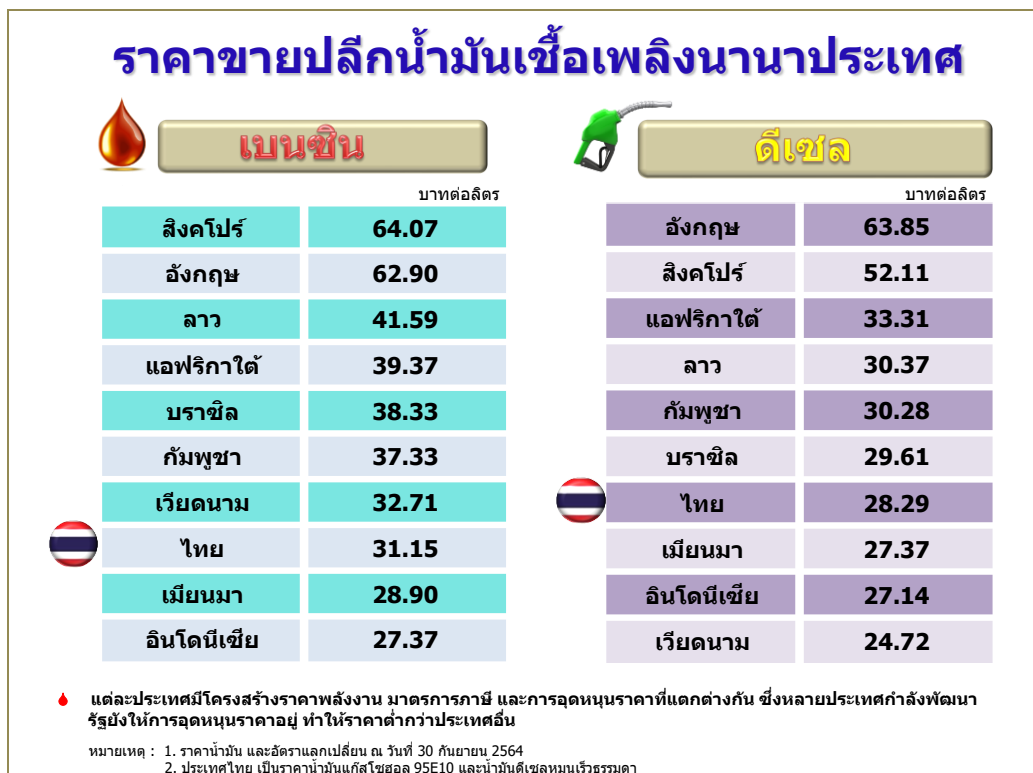 ราคาขายปลีกน้ำมันเชื้อเพลิงนานาประเทศ
เบนซิน
บาทต่อลิตร
สิงคโปร์ 64.07
อังกฤษ 62.90
ลาว 41.59
แอฟริกาใต้ 39.37
บราซิล 38.33
กัมพูชา 37.33
เวียดนาม 32.71
ไทย 31.15
เมียนมา 28.90
อินโดนีเซีย 27.37
ดีเซล
บาทต่อลิตร
อังกฤษ 63.85
สิงคโปร์ 52.11
แอฟริกาใต้ 33.31
ลาว 30.37
กัมพูชา 30.28
บราซิล 29.61
ไทย 28.29
เมียนมา 27.37
อินโดนีเซีย 27.14
เวียดนาม 24.72
แต่ละประเทศมีโครงสร้างราคาพลังงาน มาตรการภาษี และการอุดหนุนราคาที่แตกต่างกัน ซึ่งหลายประเทศกำลังพัฒนา
รัฐยังให้การอุดหนุนราคาอยู่ ทำให้ราคาต่ำกว่าประเทศอื่น
หมายเหตุ : 1. ราคาน้ำมัน และอัตราแลกเปลี่ยน ณ วันที่ 30 กันยายน 2564
2. ประเทศไทย เป็นราคาน้ำมันแก๊สโซฮอล 95E10 และน้ำมันดีเซลหมุนเร็วธรรมดา